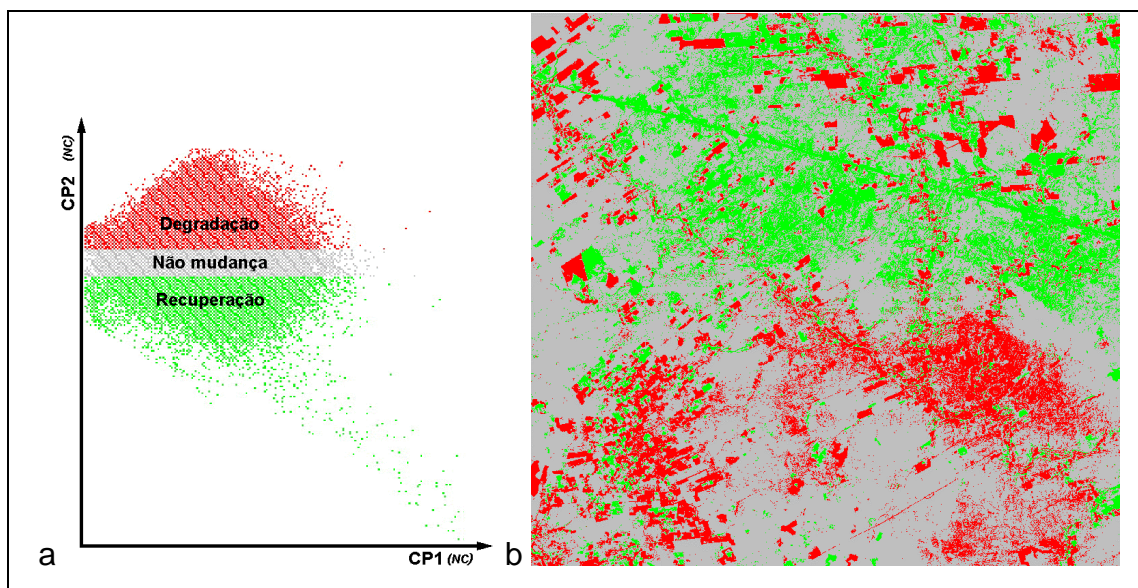 CP2 (NC)
Degradação
Não mudança
Recuperação
a
CP1 (NC)
b